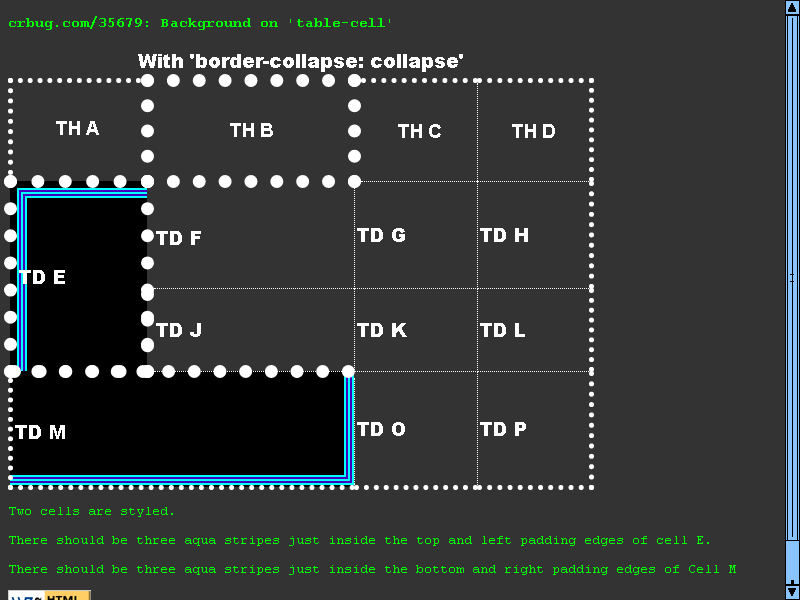 crbug.com/35679: Background on 'table-cell'
With 'border-collapse: collapse'
TH A TH B TH C TH D
TD E TD F TD G TD H
TD J TD K TD L
TD M TD O TD P
Two cells are styled.
There should be three aqua stripes just inside the top and left padding edges of cell E.
There should be three aqua stripes just inside the bottom and right padding edges of Cell M